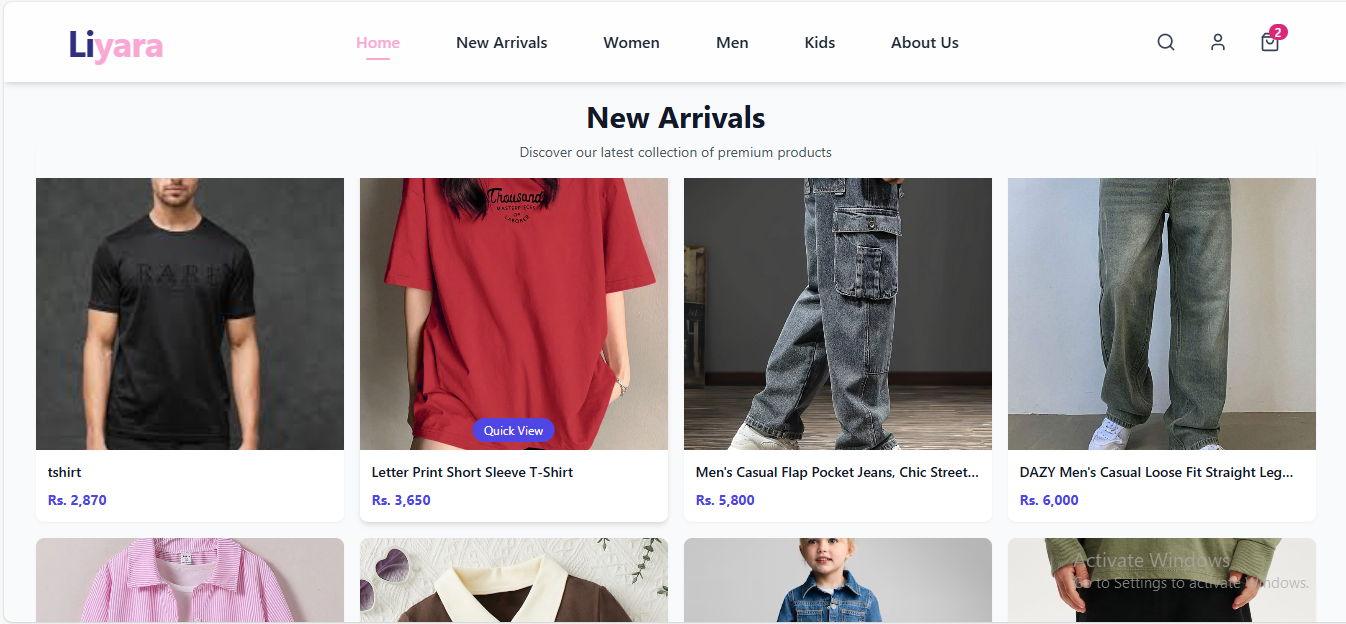 Liyara
Home
New Arrivals
Women
Men
Kids
About Us
2
New Arrivals
Discover our latest collection of premium products
RARE
Thousand
MASTERPIECE
OF
LABORER
Quick View
tshirt
Letter Print Short Sleeve T-Shirt
Men's Casual Flap Pocket Jeans, Chic Street...
DAZY Men's Casual Loose Fit Straight Leg...
Rs. 2,870
Rs. 3,650
Rs. 5,800
Rs. 6,000
Activate Windows
Go to Settings to activate Windows.